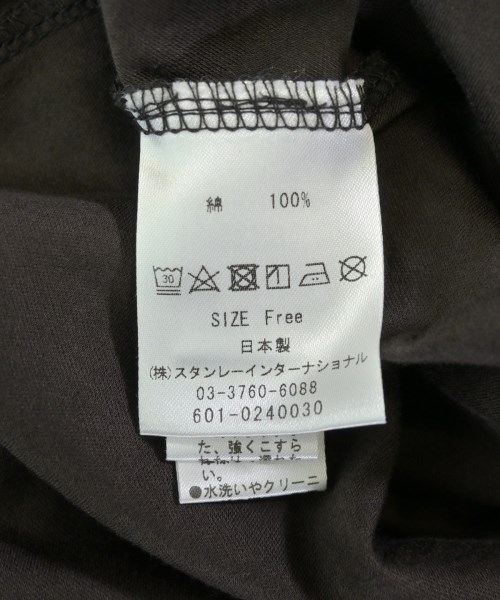 綿 100%
30
SIZE Free
日本製
(株)スタンレーインターナショナル
03-3760-6088
601-0240030
た、強くこすら
い。
●水洗いやクリーニ